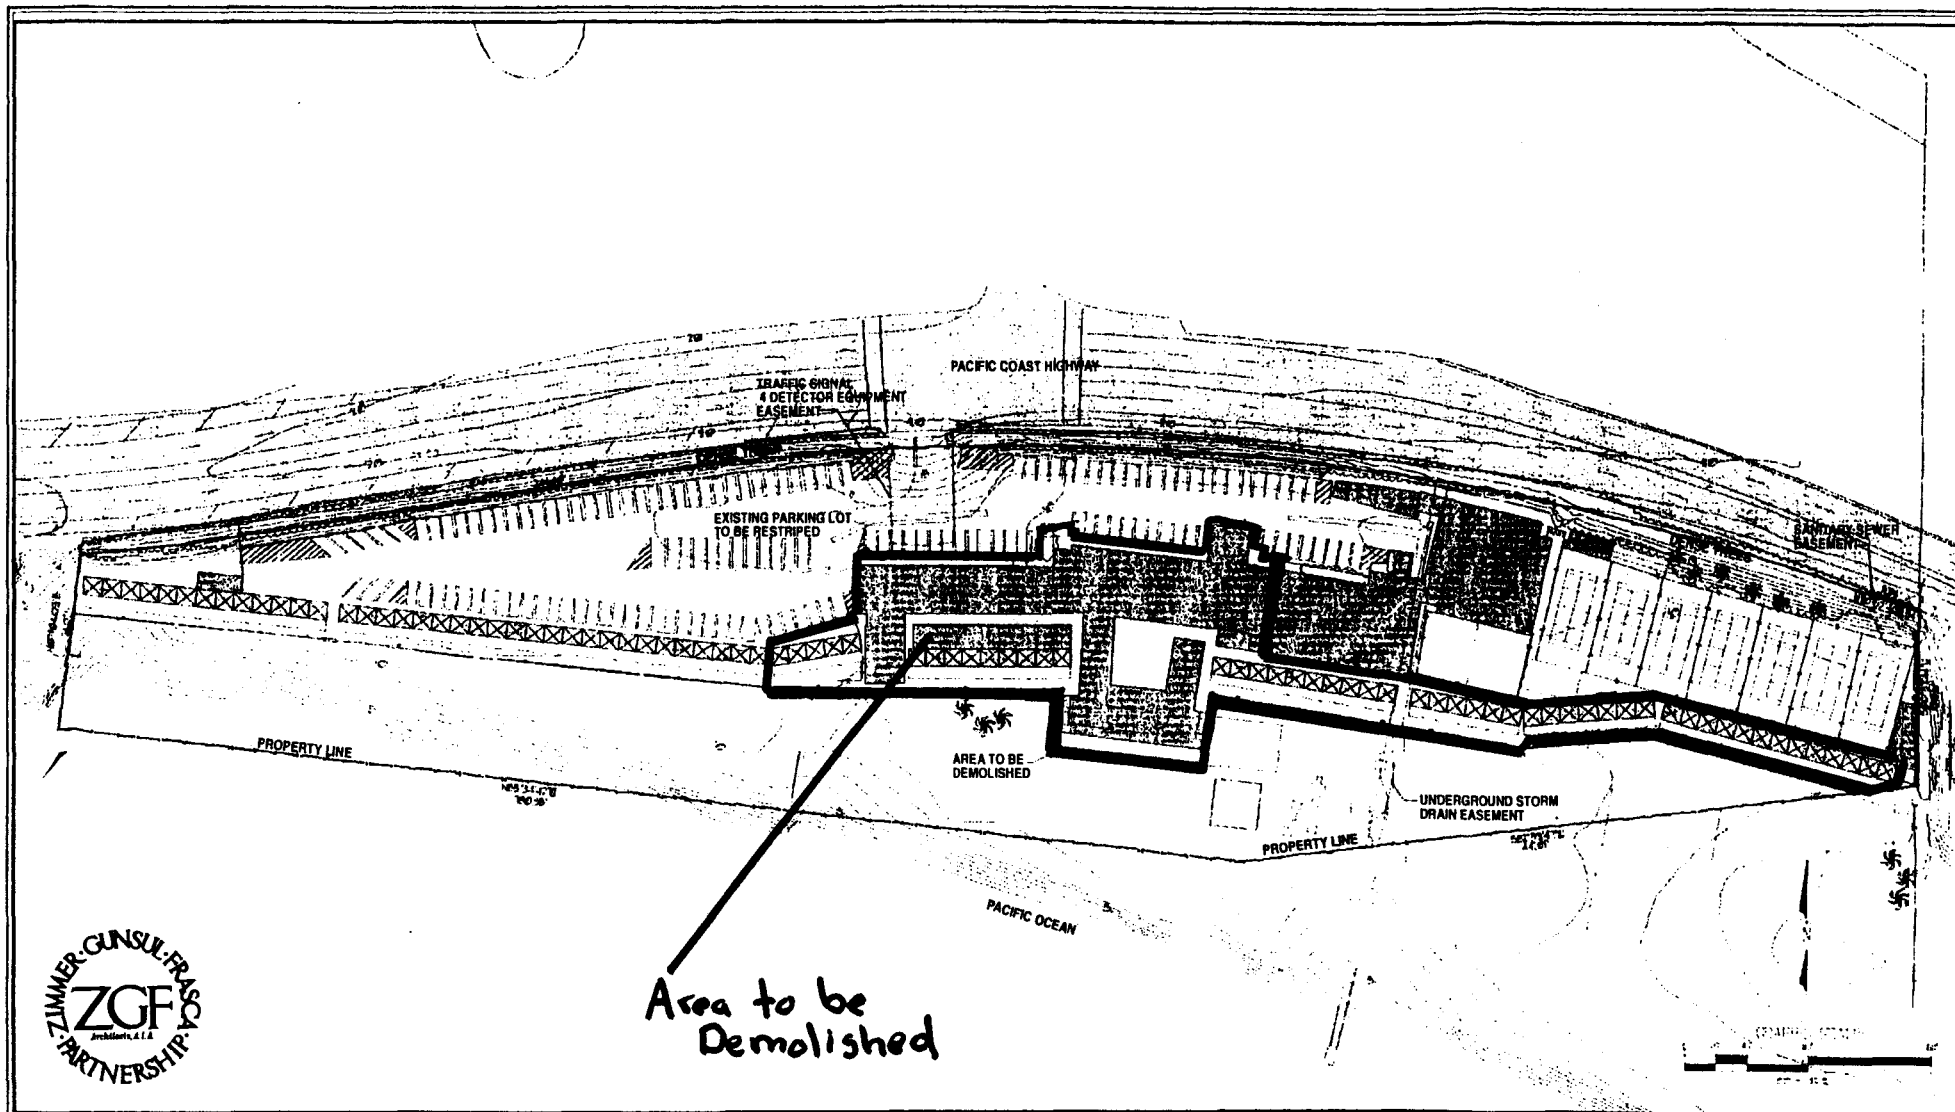 PACIFIC COAST HIGHWAY
TRAFFIC SIGNAL
4 DETECTOR EQUIPMENT
EASEMENT
EXISTING PARKING LOT
TO BE RESTRIPED
SANITARY SEWER
EASEMENT
PROPERTY LINE
AREA TO BE
DEMOLISHED
UNDERGROUND STORM
DRAIN EASEMENT
PROPERTY LINE
PACIFIC OCEAN
Area to be
Demolished
ZIMMER · GUNSUL · FRASCA · PARTNERSHIP
ZGF
Architects, A.I.A.